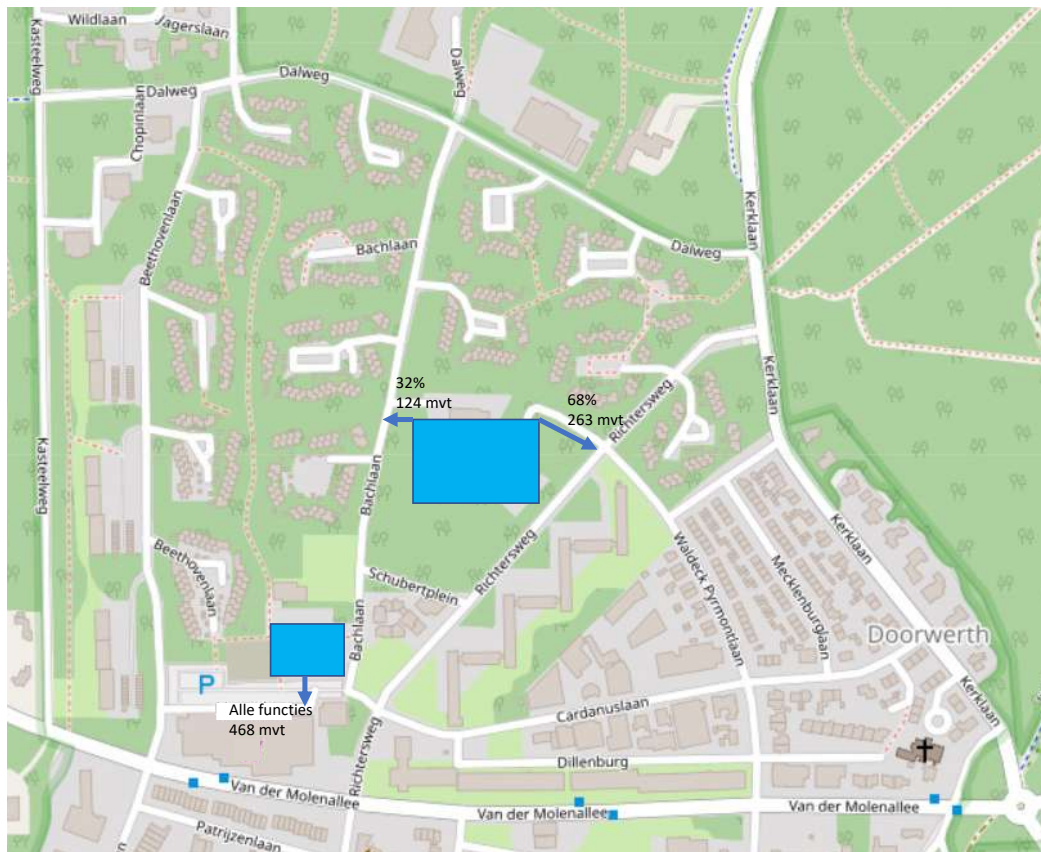 Wildlaan
Jagerslaan
Kasteelweg
Dalweg
Dalweg
Dalweg
Chopinlaan
Kerklaan
Beethovenlaan
Bachlaan
Dalweg
Kerklaan
32%
124 mvt
68%
263 mvt
Richtersweg
Kasteelweg
Bachlaan
Richtersweg
Kerklaan
Waldeck Pyrmontlaan
Mecklenburglaan
Beethovenlaan
Schubertplein
Bachlaan
Doorwerth
P
Kerklaan
Alle functies
468 mvt
Cardanuslaan
Richtersweg
Dillenburg
Van der Molenallee
Van der Molenallee
Van der Molenallee
Patrijzenlaan